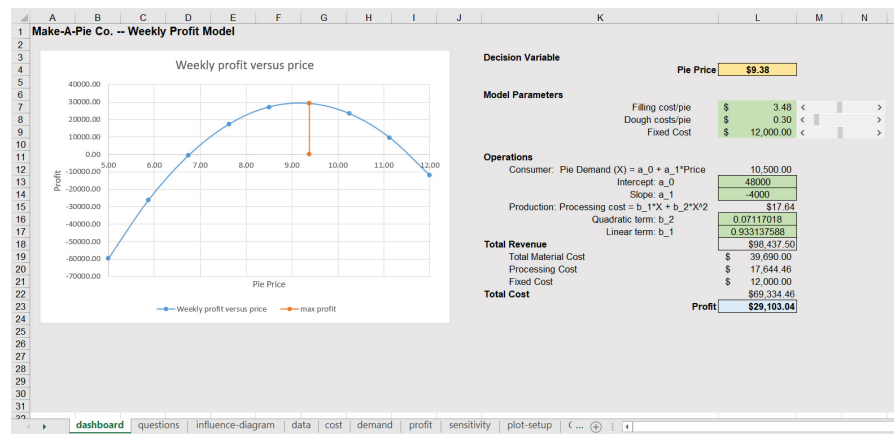 A B C D E F G H I J K L M N
1 Make-A-Pie Co. -- Weekly Profit Model
2
3 Decision Variable
4 Pie Price $9.38
5
6 Model Parameters
7 Filling cost/pie $ 3.48 < >
8 Dough costs/pie $ 0.30 < >
9 Fixed Cost $ 12,000.00 < >
10
11 Operations
12 Consumer: Pie Demand (X) = a_0 + a_1*Price 10,500.00
13 Intercept: a_0 48000
14 Slope: a_1 -4000
15 Production: Processing cost = b_1*X + b_2*X^2 $17.64
16 Quadratic term: b_2 0.07117018
17 Linear term: b_1 0.933137588
18 Total Revenue $98,437.50
19 Total Material Cost $ 39,690.00
20 Processing Cost $ 17,644.46
21 Fixed Cost $ 12,000.00
22 Total Cost $69,334.46
23 Profit $29,103.04
24
25
26
27
28
29
30
31
32
Weekly profit versus price
40000.00
30000.00
20000.00
10000.00
0.00
5.00 6.00 7.00 8.00 9.00 10.00 11.00 12.00
-10000.00
-20000.00
-30000.00
-40000.00
-50000.00
-60000.00
-70000.00
Profit
Pie Price
Weekly profit versus price max profit
dashboard questions influence-diagram data cost demand profit sensitivity plot-setup ( ...